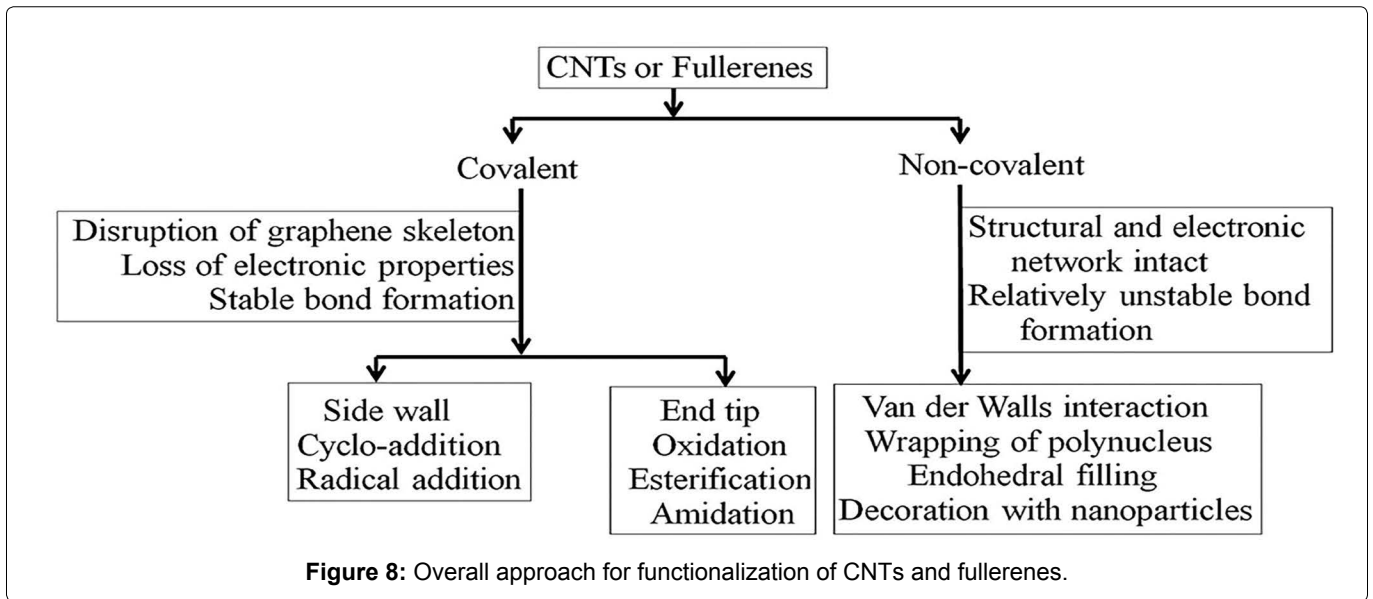 CNTs or Fullerenes
Covalent
Non-covalent
Disruption of graphene skeleton
Loss of electronic properties
Stable bond formation
Structural and electronic
network intact
Relatively unstable bond
formation
Side wall
Cyclo-addition
Radical addition
End tip
Oxidation
Esterification
Amidation
Van der Walls interaction
Wrapping of polynucleus
Endohedral filling
Decoration with nanoparticles
Figure 8: Overall approach for functionalization of CNTs and fullerenes.